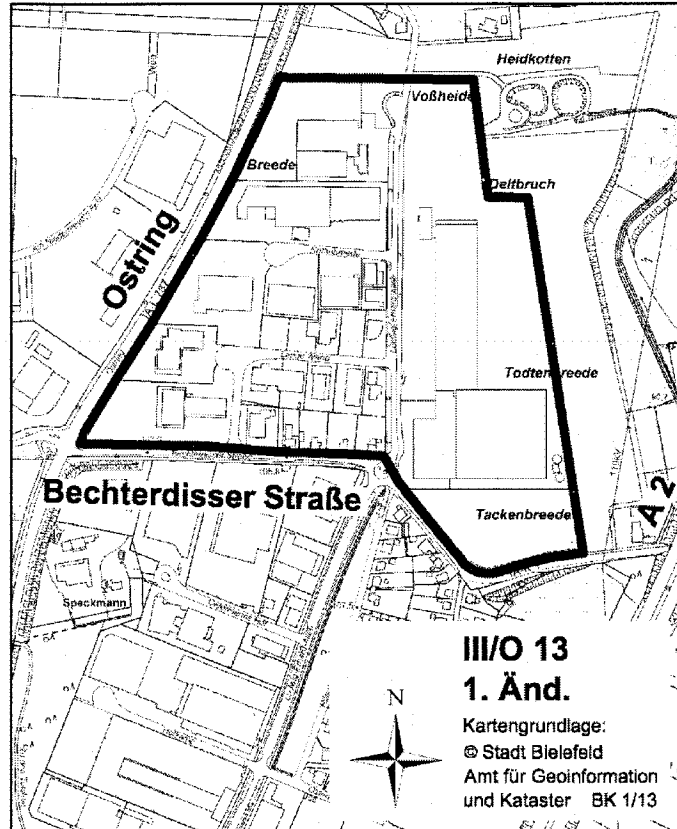 Heidkotten
Voßheide
Breede
Deltbruch
Ostring
Todtenbreede
Bechterdisser Straße
A 2
Tackenbreede
Speckmann
III/O 13
1. Änd.
N
Kartengrundlage:
© Stadt Bielefeld
Amt für Geoinformation
und Kataster BK 1/13